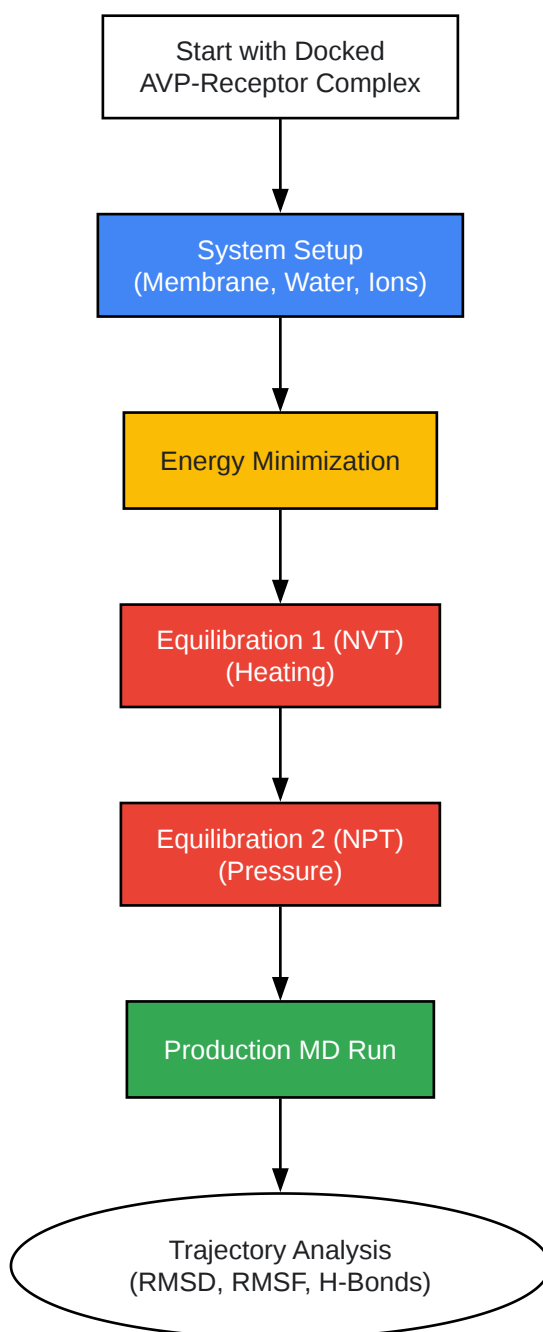 Start with Docked
AVP-Receptor Complex
System Setup
(Membrane, Water, Ions)
Energy Minimization
Equilibration 1 (NVT)
(Heating)
Equilibration 2 (NPT)
(Pressure)
Production MD Run
Trajectory Analysis
(RMSD, RMSF, H-Bonds)